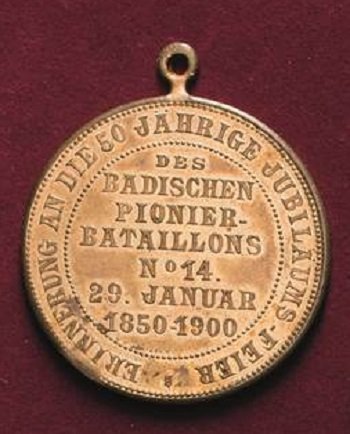 ERINNERUNG AN DIE 50 JÄHRIGE JUBILÄUMS-FEIER
DES
BADISCHEN
PIONIER-
BATAILLONS
No 14.
29. JANUAR
1850-1900